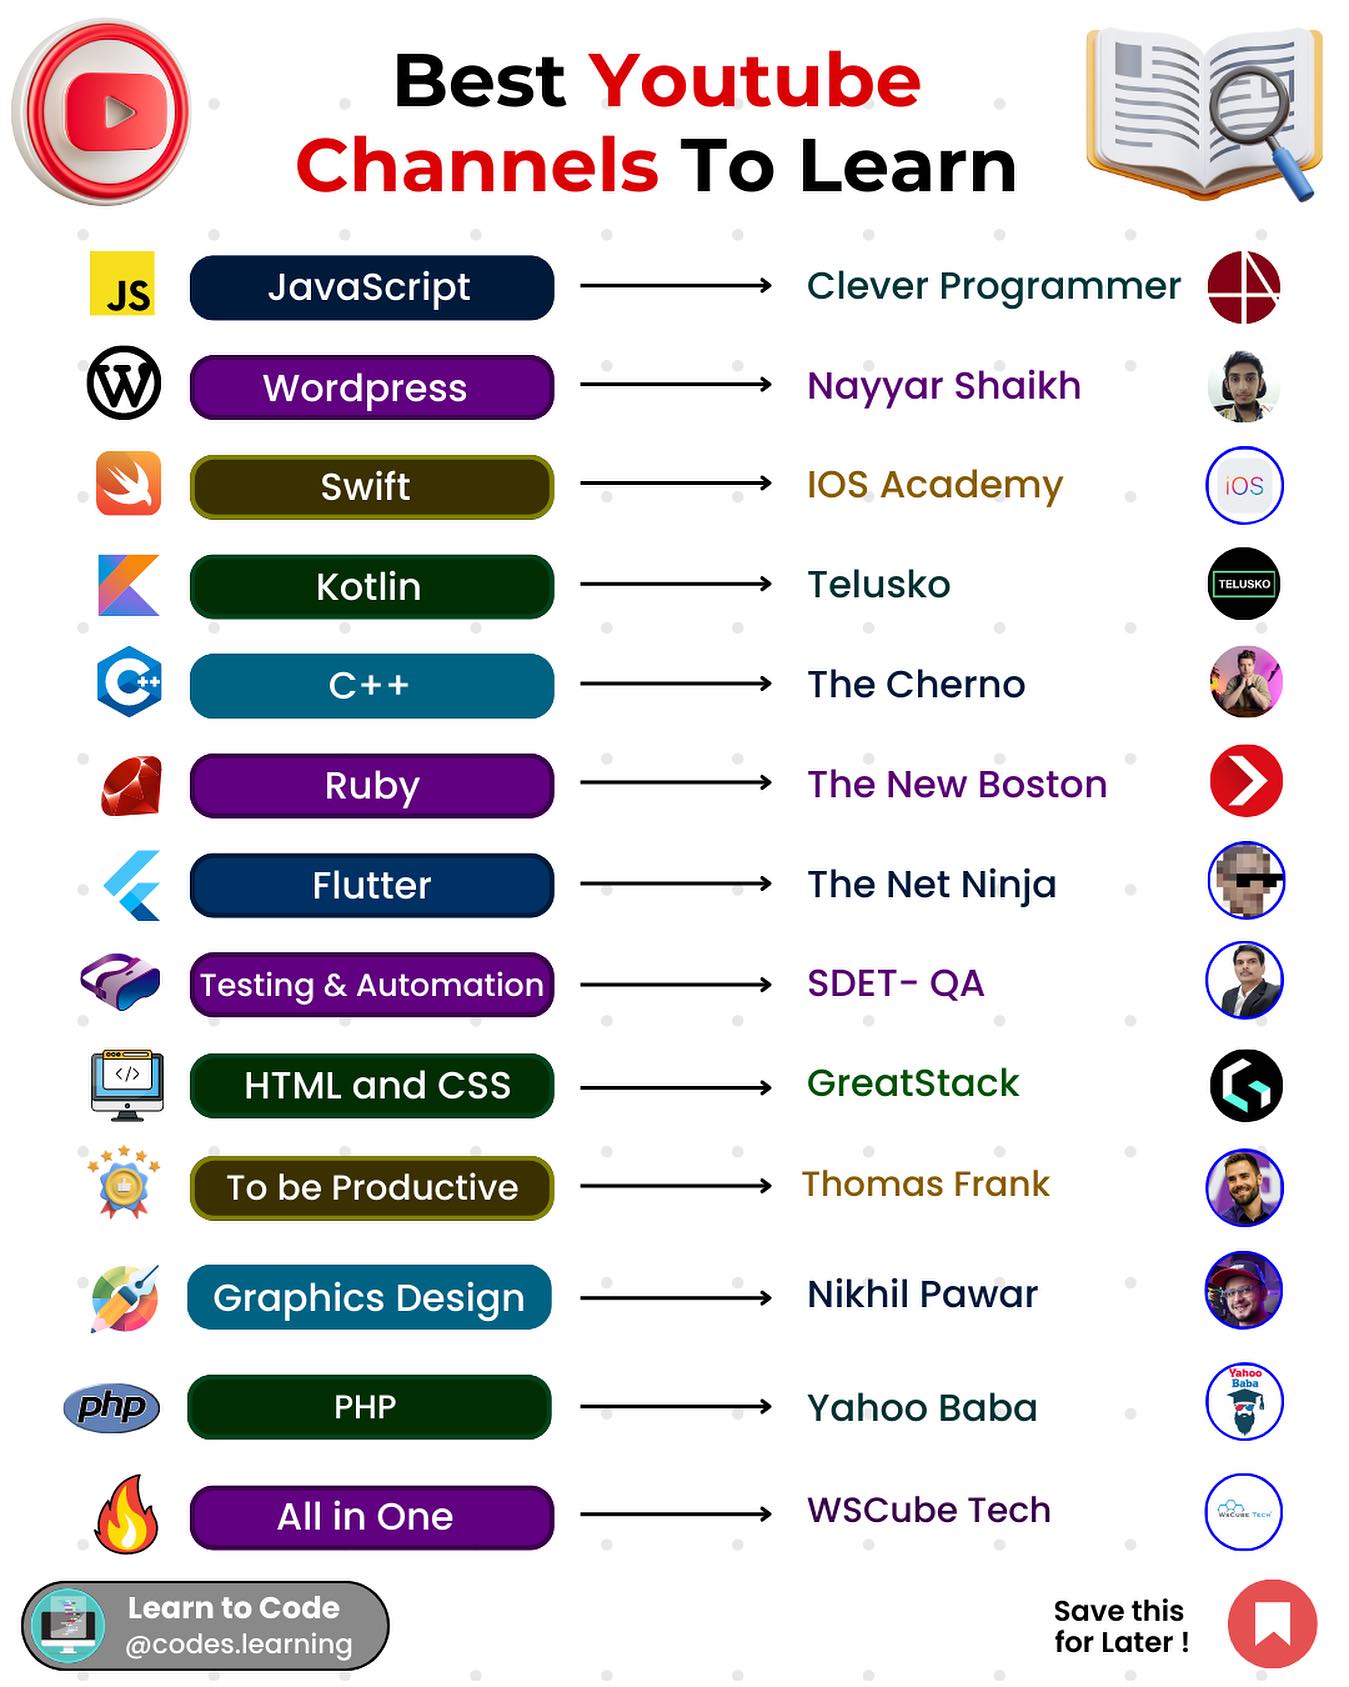 Best Youtube
Channels To Learn
JS JavaScript Clever Programmer
W Wordpress Nayyar Shaikh
Swift IOS Academy iOS
Kotlin Telusko TELUSKO
C++ C++ The Cherno
Ruby The New Boston
Flutter The Net Ninja
Testing & Automation SDET- QA
</> HTML and CSS GreatStack
To be Productive Thomas Frank
Graphics Design Nikhil Pawar
php PHP Yahoo Baba Yahoo
Baba
All in One WSCube Tech WsCube Tech
Learn to Code
@codes.learning
Save this
for Later !